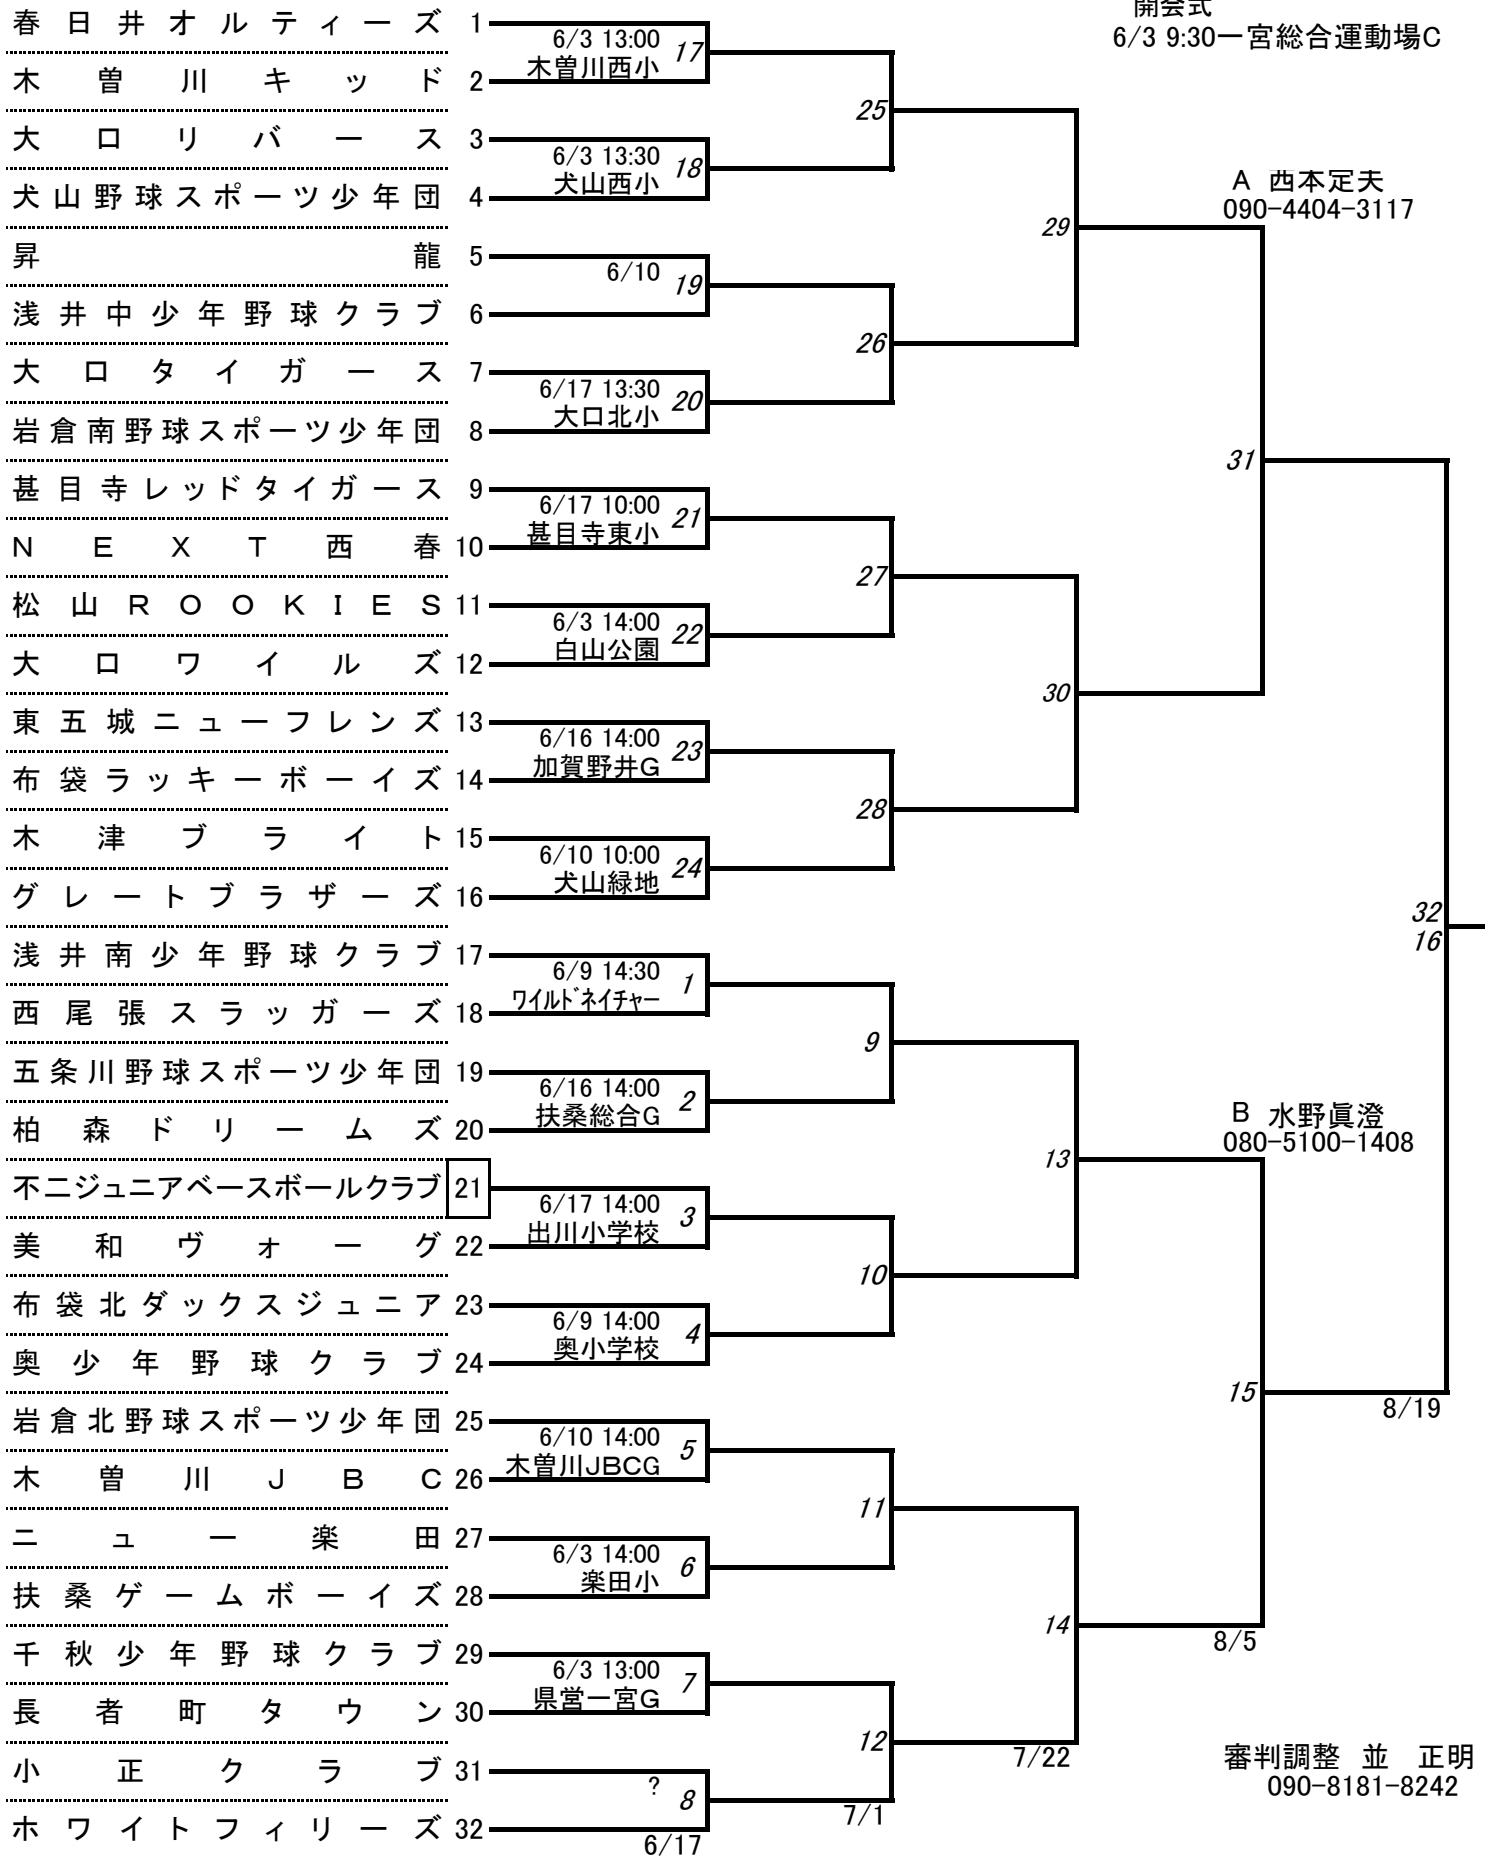 開会式
6/3 9:30一宮総合運動場C
春日井オルティーズ 1
6/3 13:00
木曽川西小
17
木曽川キッド 2
25
大口リバース 3
6/3 13:30
犬山西小
18
犬山野球スポーツ少年団 4
A 西本定夫
090-4404-3117
29
昇龍 5
6/10
19
浅井中少年野球クラブ 6
26
大口タイガース 7
6/17 13:30
大口北小
20
岩倉南野球スポーツ少年団 8
31
甚目寺レッドタイガース 9
6/17 10:00
甚目寺東小
21
NEXT西春 10
27
松山ROOKIES 11
6/3 14:00
白山公園
22
大口ワイルズ 12
30
東五城ニューフレンズ 13
6/16 14:00
加賀野井G
23
布袋ラッキーボーイズ 14
28
木津ブライト 15
6/10 10:00
犬山緑地
24
グレートブラザーズ 16
32
16
浅井南少年野球クラブ 17
6/9 14:30
ワイルドネイチャー
1
西尾張スラッガーズ 18
9
五条川野球スポーツ少年団 19
6/16 14:00
扶桑総合G
2
柏森ドリームズ 20
B 水野眞澄
080-5100-1408
13
不二ジュニアベースボールクラブ 21
6/17 14:00
出川小学校
3
美和ヴォーグ 22
10
布袋北ダックスジュニア 23
6/9 14:00
奥小学校
4
奥少年野球クラブ 24
15
8/19
岩倉北野球スポーツ少年団 25
6/10 14:00
木曽川JBCG
5
木曽川JBC 26
11
ニュー楽田 27
6/3 14:00
楽田小
6
扶桑ゲームボーイズ 28
14
8/5
千秋少年野球クラブ 29
6/3 13:00
県営一宮G
7
長者町タウン 30
12
7/22
審判調整 並 正明
090-8181-8242
小正クラブ 31
?
8
7/1
ホワイトフィリーズ 32
6/17